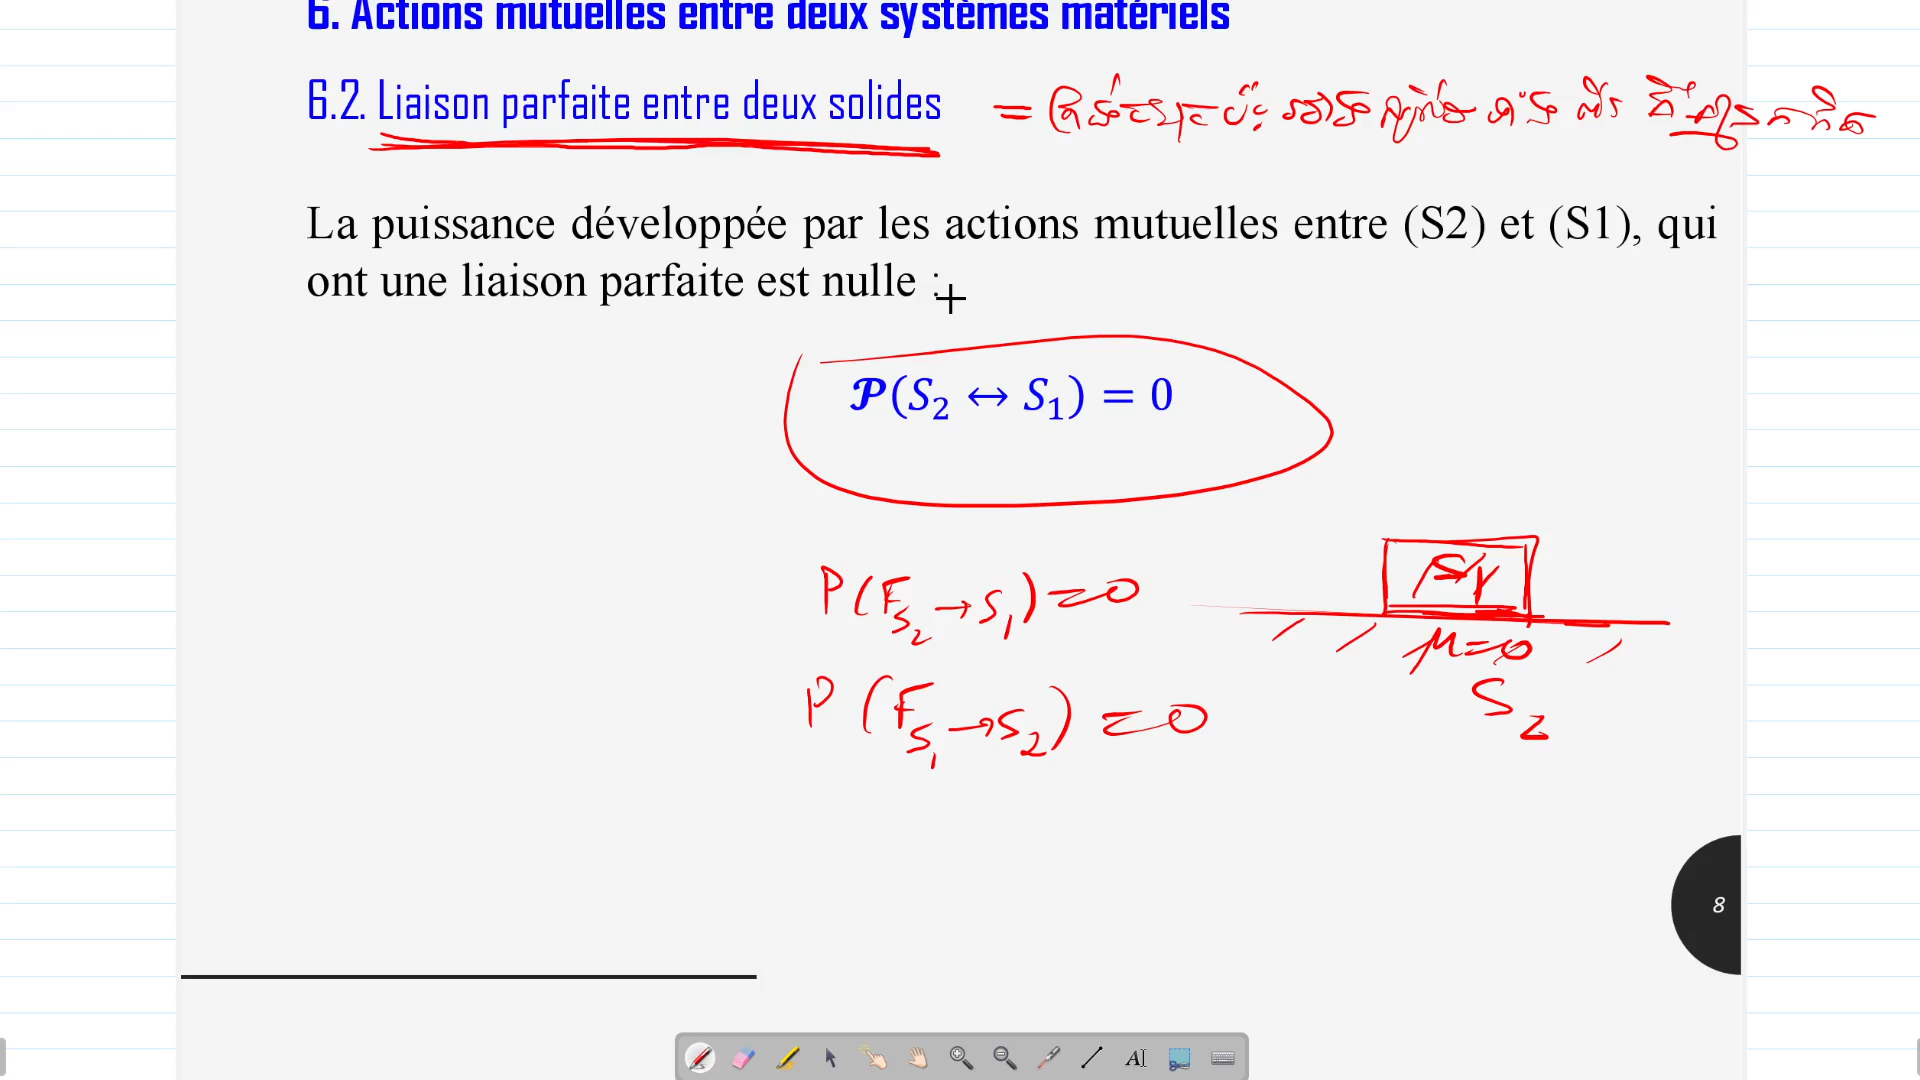 6. Actions mutuelles entre deux systèmes matériels
6.2. Liaison parfaite entre deux solides =
La puissance développée par les actions mutuelles entre (S2) et (S1), qui
ont une liaison parfaite est nulle :
𝓟(S₂ ↔ S₁) = 0
P(F S₂→S₁)=0
S₁
μ=0
P(F S₁→S₂)=0
S₂
8